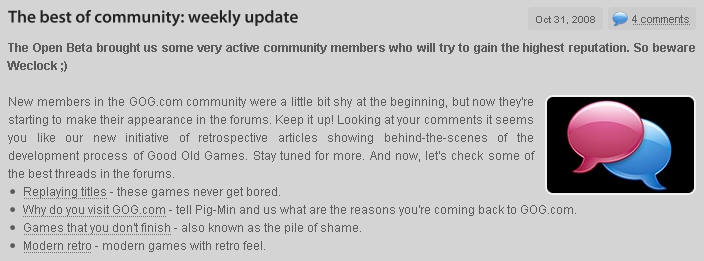 The best of community: weekly update
Oct 31, 2008
4 comments
The Open Beta brought us some very active community members who will try to gain the highest reputation. So beware
Weclock ;)
New members in the GOG.com community were a little bit shy at the beginning, but now they're
starting to make their appearance in the forums. Keep it up! Looking at your comments it seems
you like our new initiative of retrospective articles showing behind-the-scenes of the
development process of Good Old Games. Stay tuned for more. And now, let's check some of
the best threads in the forums.
• Replaying titles - these games never get bored.
• Why do you visit GOG.com - tell Pig-Min and us what are the reasons you're coming back to GOG.com.
• Games that you don't finish - also known as the pile of shame.
• Modern retro - modern games with retro feel.